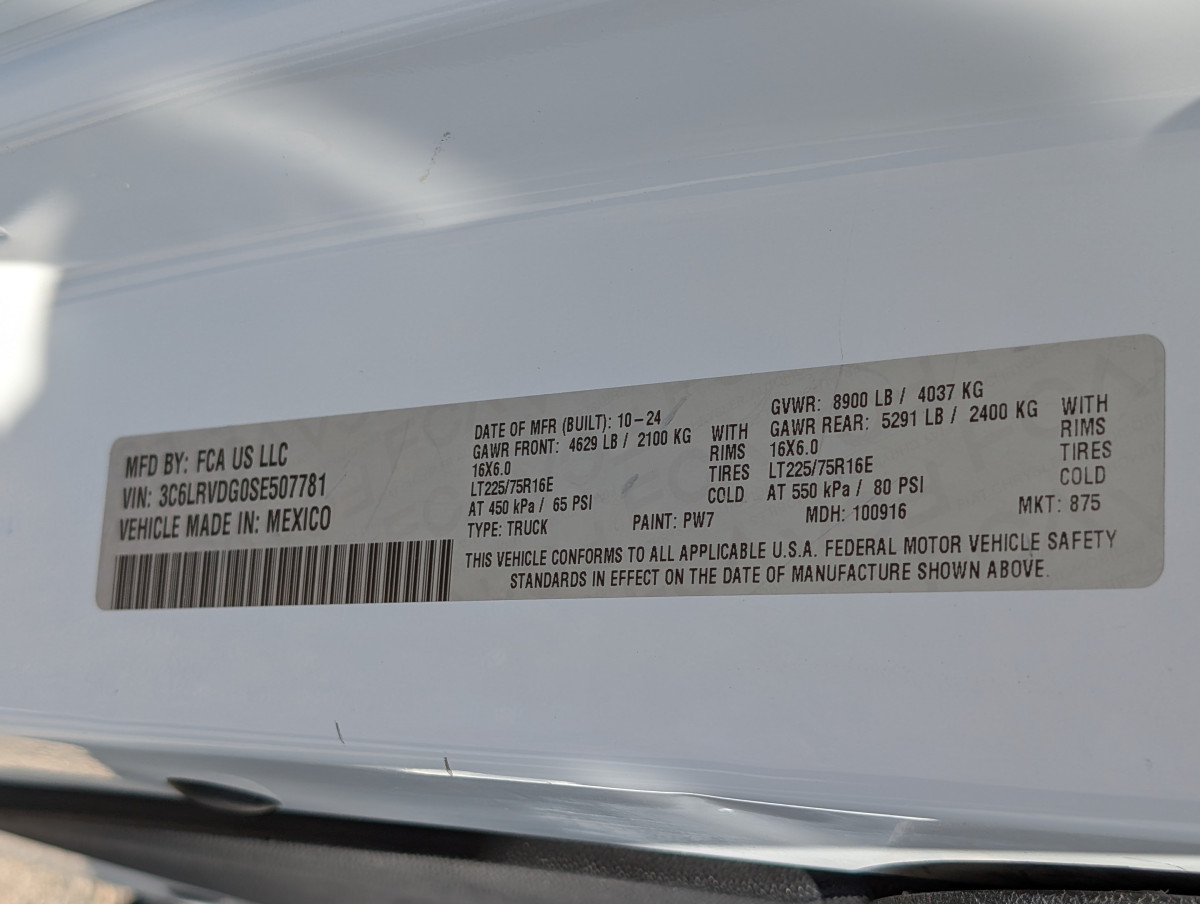 MFD BY: FCA US LLC
VIN: 3C6LRVDG0SE507781
VEHICLE MADE IN: MEXICO
DATE OF MFR (BUILT): 10-24
GAWR FRONT: 4629 LB / 2100 KG WITH
16X6.0 RIMS
LT225/75R16E TIRES
AT 450 kPa / 65 PSI COLD
GVWR: 8900 LB / 4037 KG
GAWR REAR: 5291 LB / 2400 KG WITH
16X6.0 RIMS
LT225/75R16E TIRES
AT 550 kPa / 80 PSI COLD
TYPE: TRUCK PAINT: PW7 MDH: 100916 MKT: 875
THIS VEHICLE CONFORMS TO ALL APPLICABLE U.S.A. FEDERAL MOTOR VEHICLE SAFETY
STANDARDS IN EFFECT ON THE DATE OF MANUFACTURE SHOWN ABOVE.